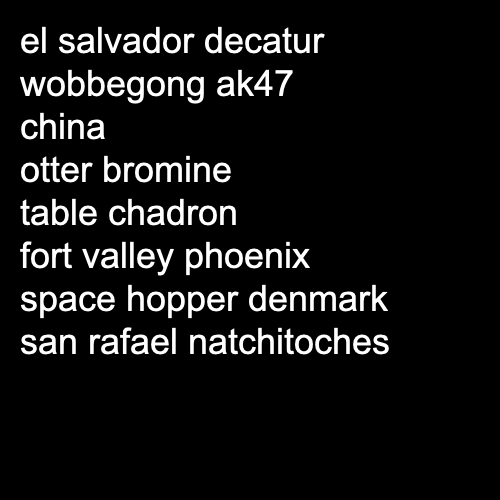 el salvador decatur
wobbegong ak47
china
otter bromine
table chadron
fort valley phoenix
space hopper denmark
san rafael natchitoches